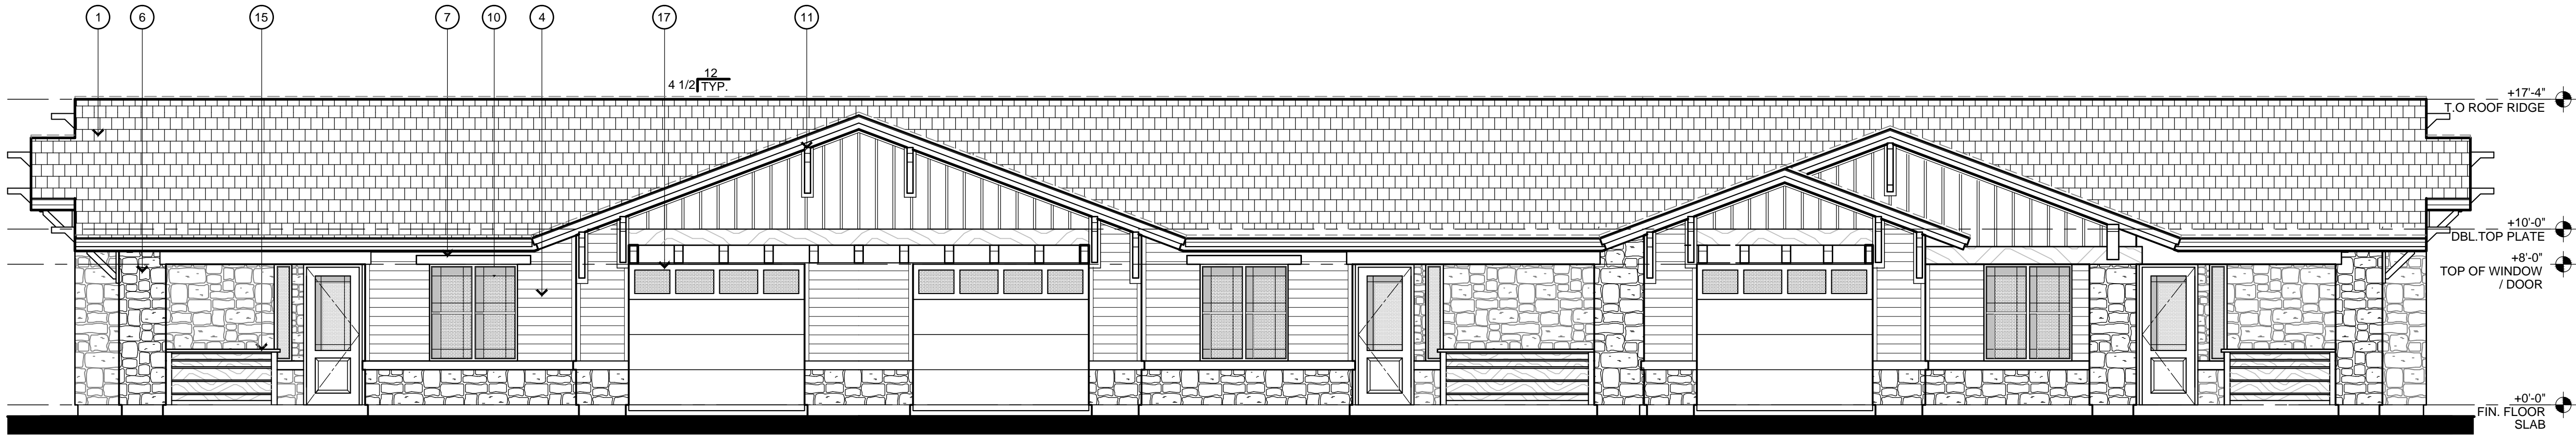 1
6
15
7
10
4
17
11
12
4 1/2
TYP.
+17'-4"
T.O ROOF RIDGE
+10'-0"
DBL.TOP PLATE
+8'-0"
TOP OF WINDOW
/ DOOR
+0'-0"
FIN. FLOOR
SLAB